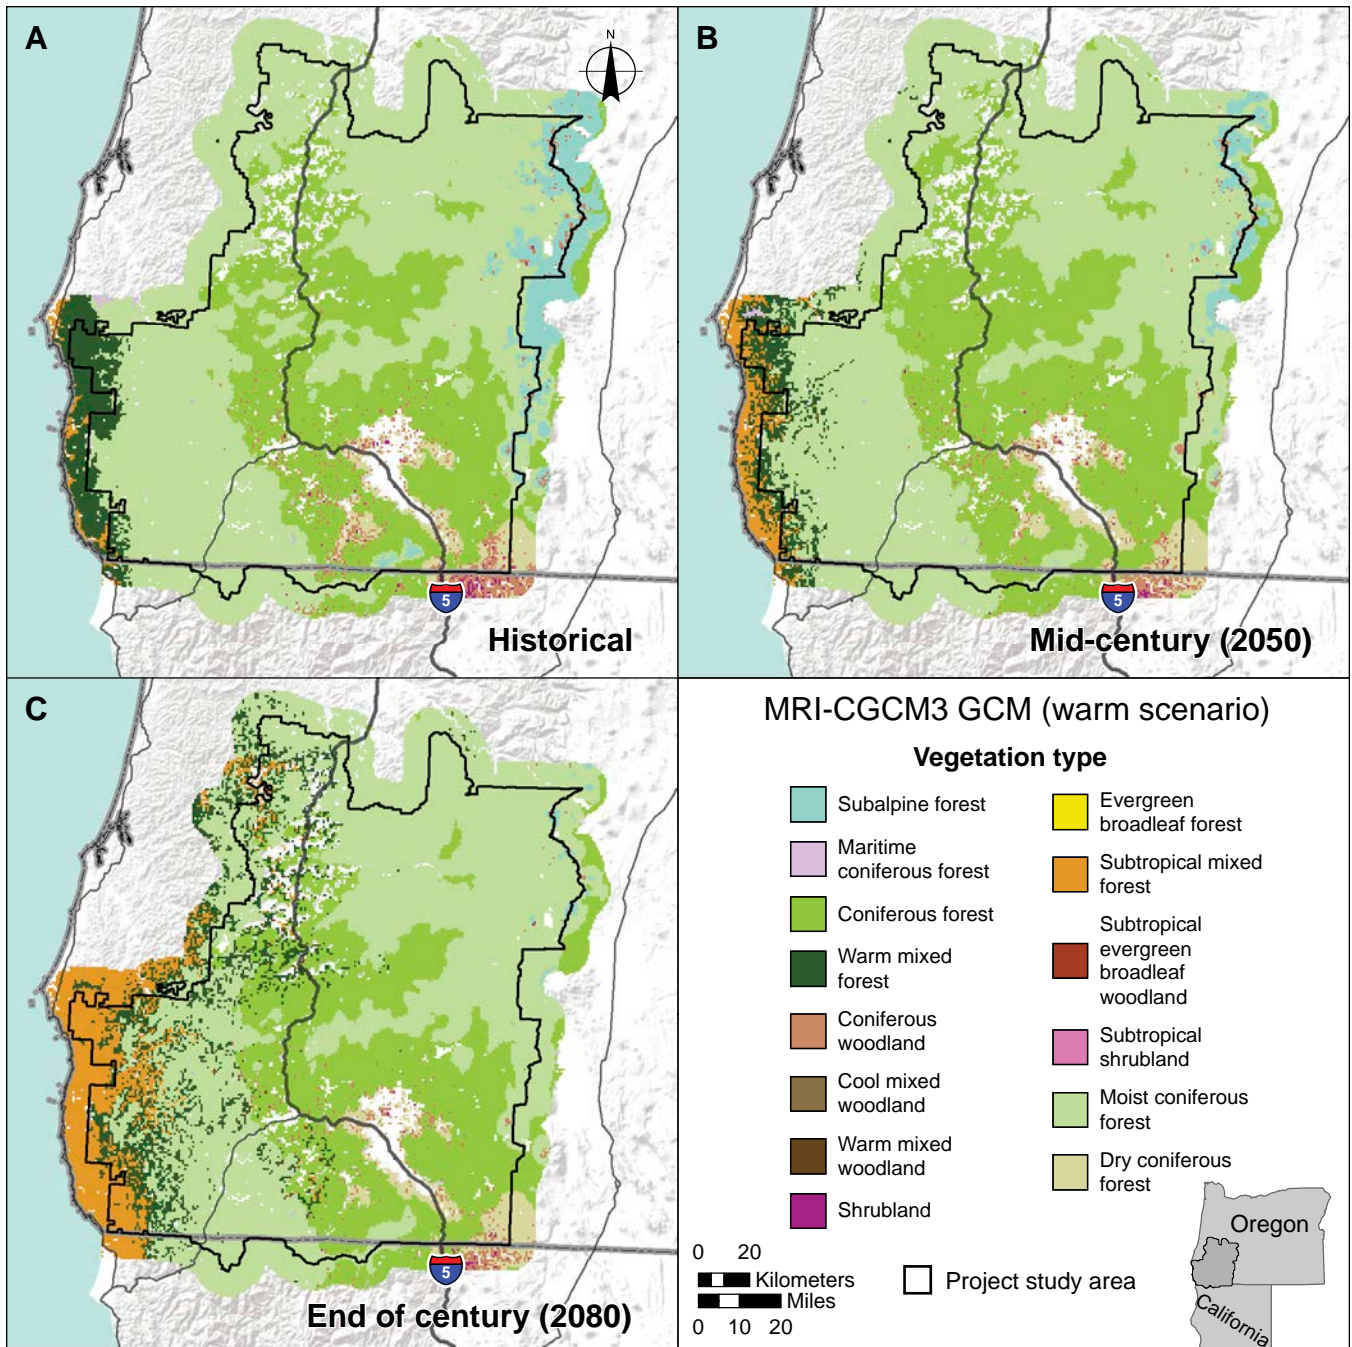 A
N
5
Historical
B
5
Mid-century (2050)
C
5
End of century (2080)
MRI-CGCM3 GCM (warm scenario)
Vegetation type
Subalpine forest
Maritime
coniferous forest
Coniferous forest
Warm mixed
forest
Coniferous
woodland
Cool mixed
woodland
Warm mixed
woodland
Shrubland
Evergreen
broadleaf forest
Subtropical mixed
forest
Subtropical
evergreen
broadleaf
woodland
Subtropical
shrubland
Moist coniferous
forest
Dry coniferous
forest
0 20
Kilometers
Miles
0 10 20
Project study area
Oregon
California